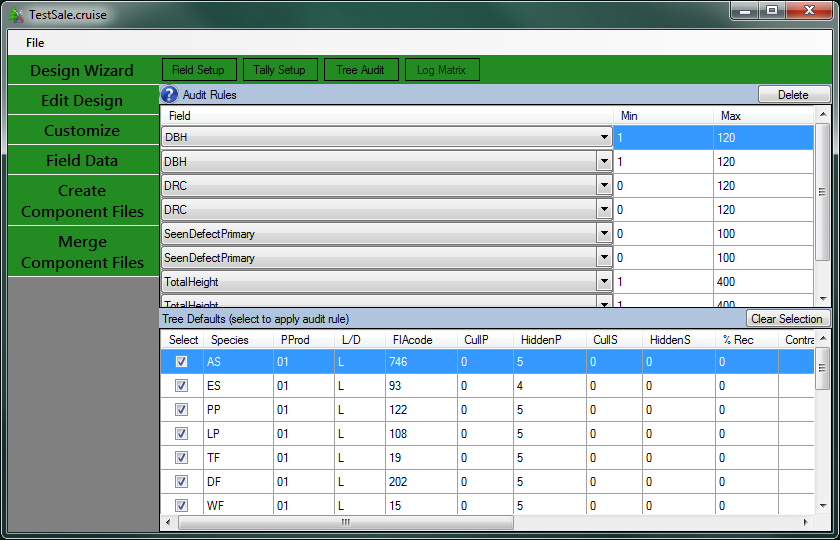 TestSale.cruise
File
Design Wizard
Edit Design
Customize
Field Data
Create
Component Files
Merge
Component Files
Field Setup Tally Setup Tree Audit Log Matrix
? Audit Rules Delete
Field Min Max
DBH 1 120
DBH 1 120
DRC 0 120
DRC 0 120
SeenDefectPrimary 0 100
SeenDefectPrimary 0 100
TotalHeight 1 400
TotalHeight 1 400
Tree Defaults (select to apply audit rule) Clear Selection
Select Species PProd L/D FIAcode CullP HiddenP CullS HiddenS % Rec Contra
AS 01 L 746 0 5 0 0 0
ES 01 L 93 0 4 0 0 0
PP 01 L 122 0 5 0 0 0
LP 01 L 108 0 5 0 0 0
TF 01 L 19 0 5 0 0 0
DF 01 L 202 0 5 0 0 0
WF 01 L 15 0 5 0 0 0